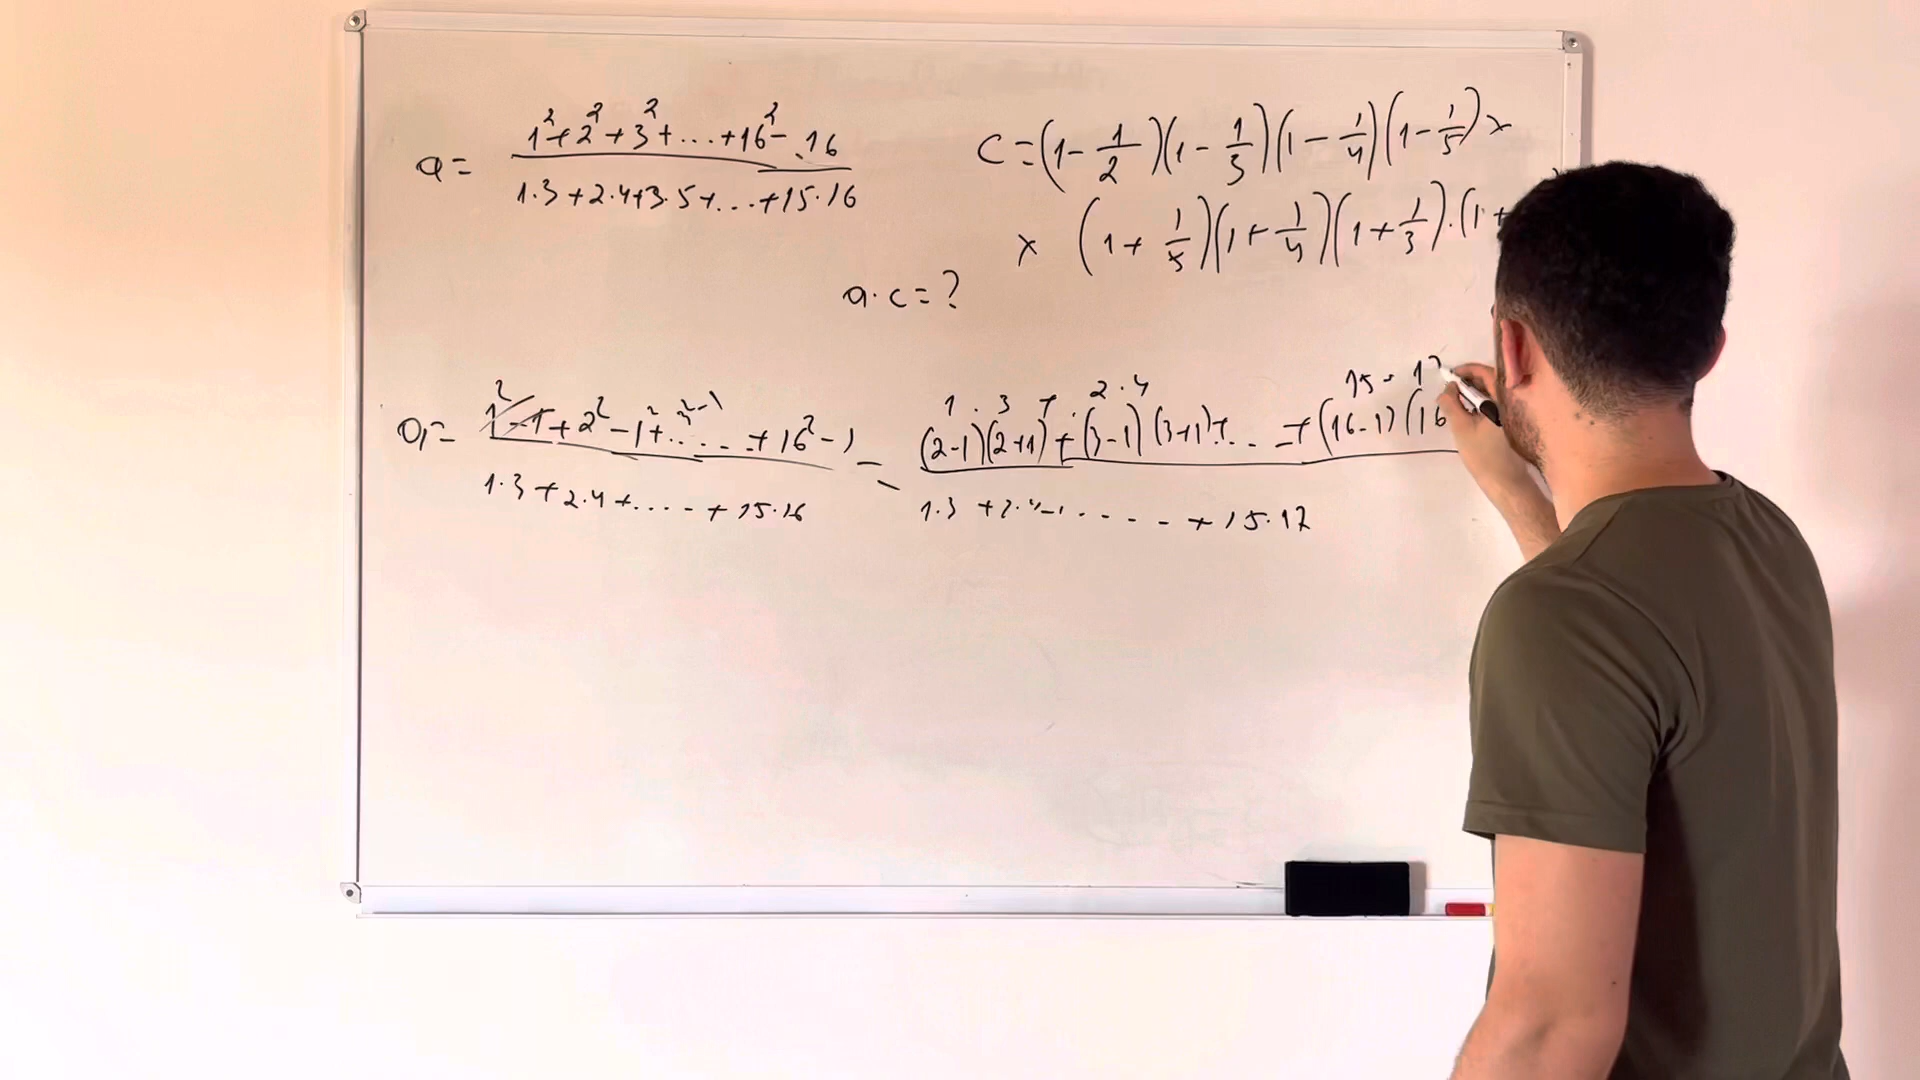 a = (1² + 2² + 3² + ... + 16² - .16) / (1.3 + 2.4 + 3.5 + ... + 15.16)
C = (1 - 1/2)(1 - 1/3)(1 - 1/4)(1 - 1/5) ×
× (1 + 1/5)(1 + 1/4)(1 + 1/3).(1 +
a.c = ?
a = (1² - 1 + 2² - 1 + 3² - 1 ..... + 16² - 1) / (1.3 + 2.4 + ..... + 15.16) = ((2-1)(2+1) + (3-1)(3+1) + ... + (16-1)(16 / (1.3 + 2.4 ..... + 15.17)
1 . 3 + 2.4
15 .